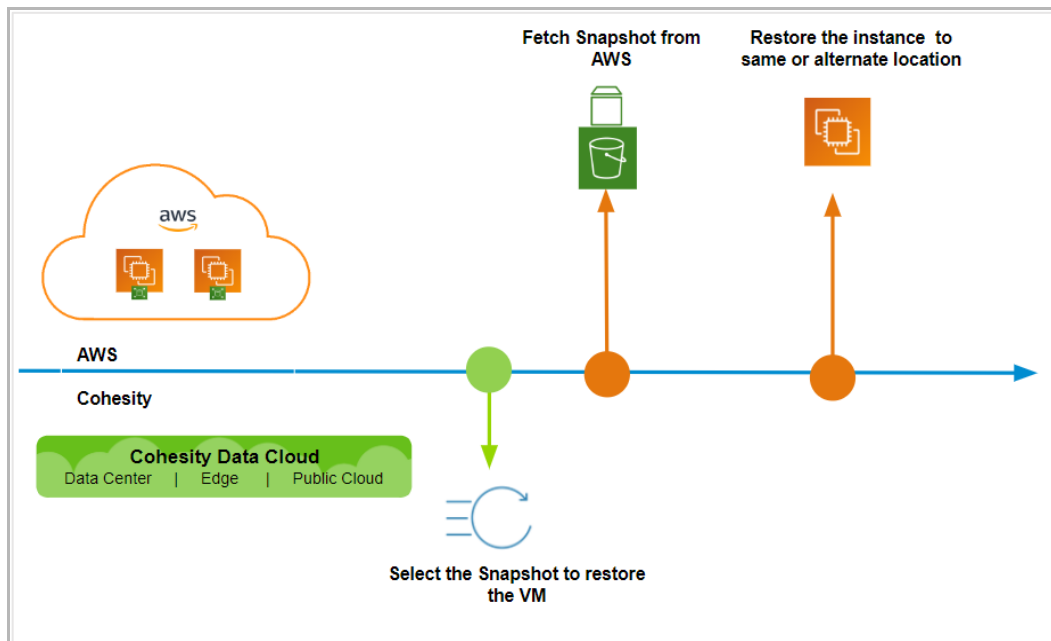 Fetch Snapshot from
AWS
Restore the instance to
same or alternate location
aws
AWS
Cohesity
Cohesity Data Cloud
Data Center | Edge | Public Cloud
Select the Snapshot to restore
the VM